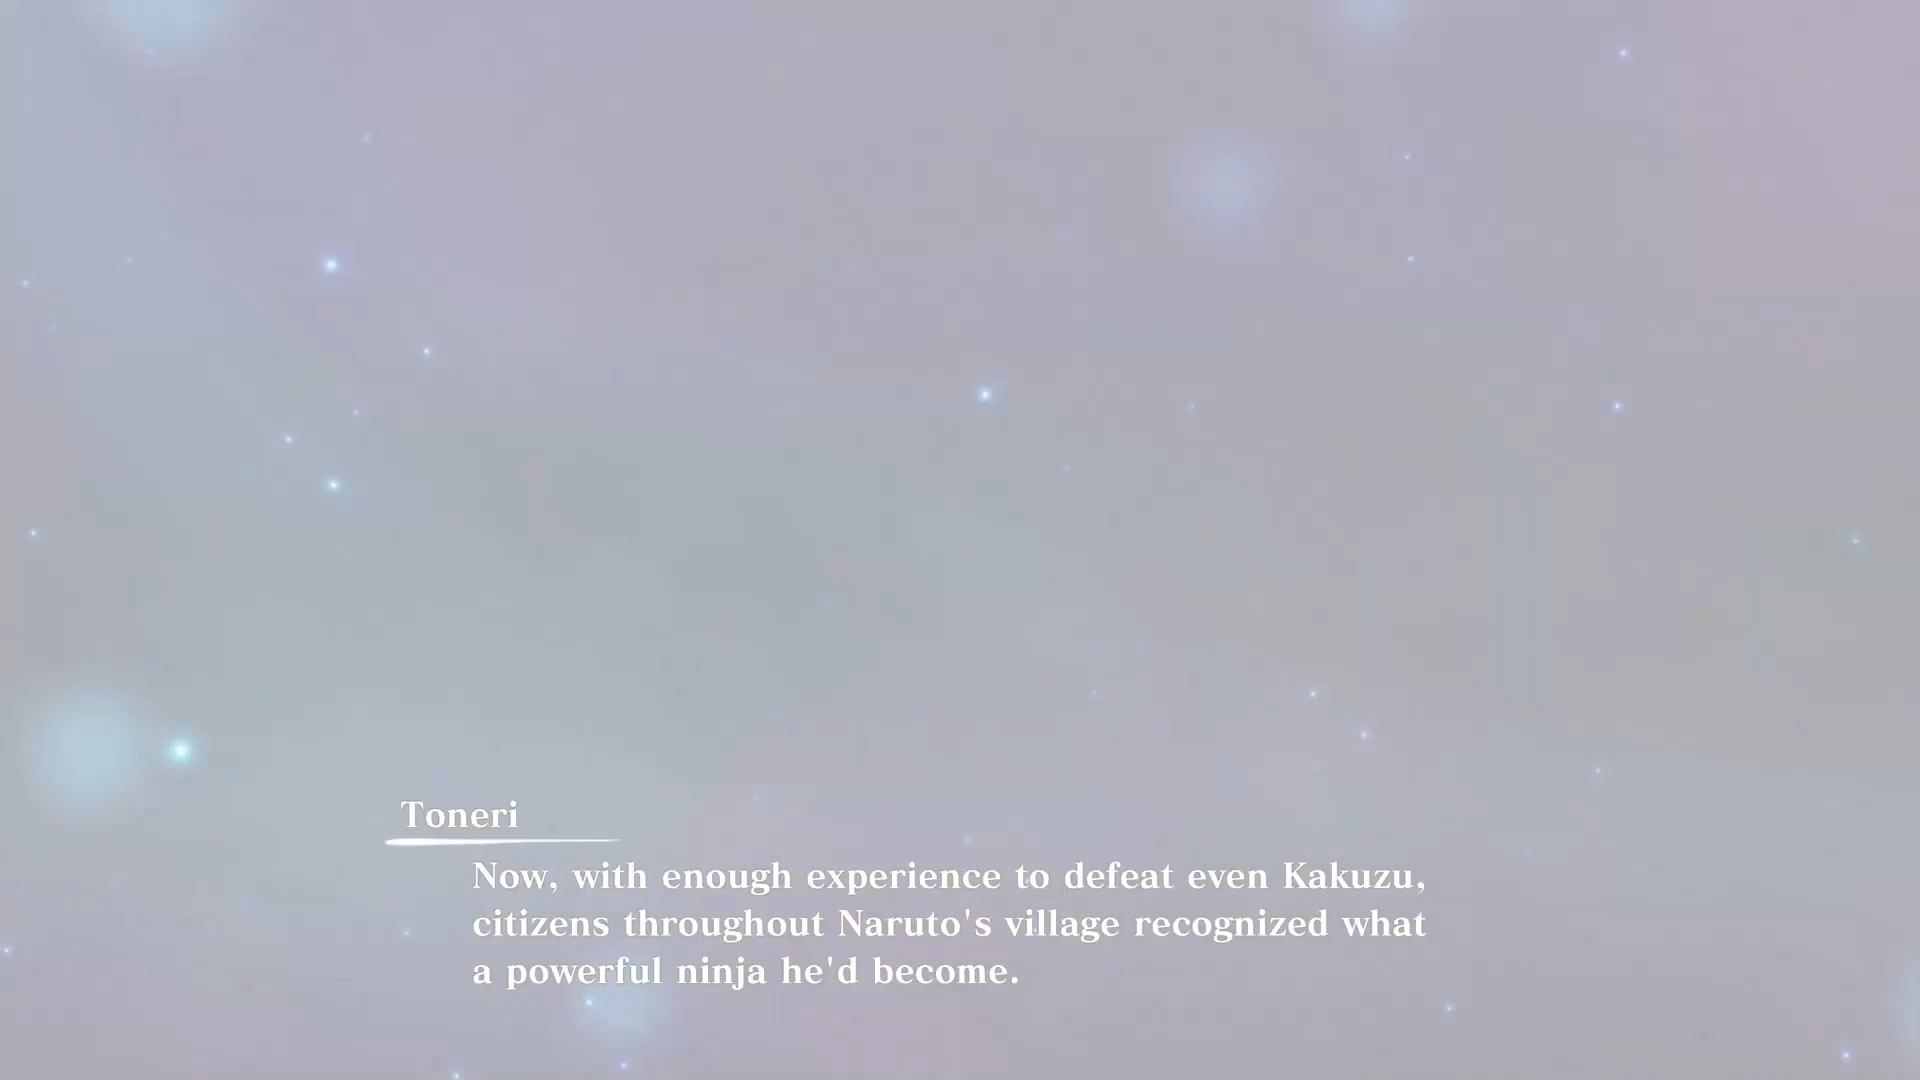 Toneri
Now, with enough experience to defeat even Kakuzu,
citizens throughout Naruto's village recognized what
a powerful ninja he'd become.